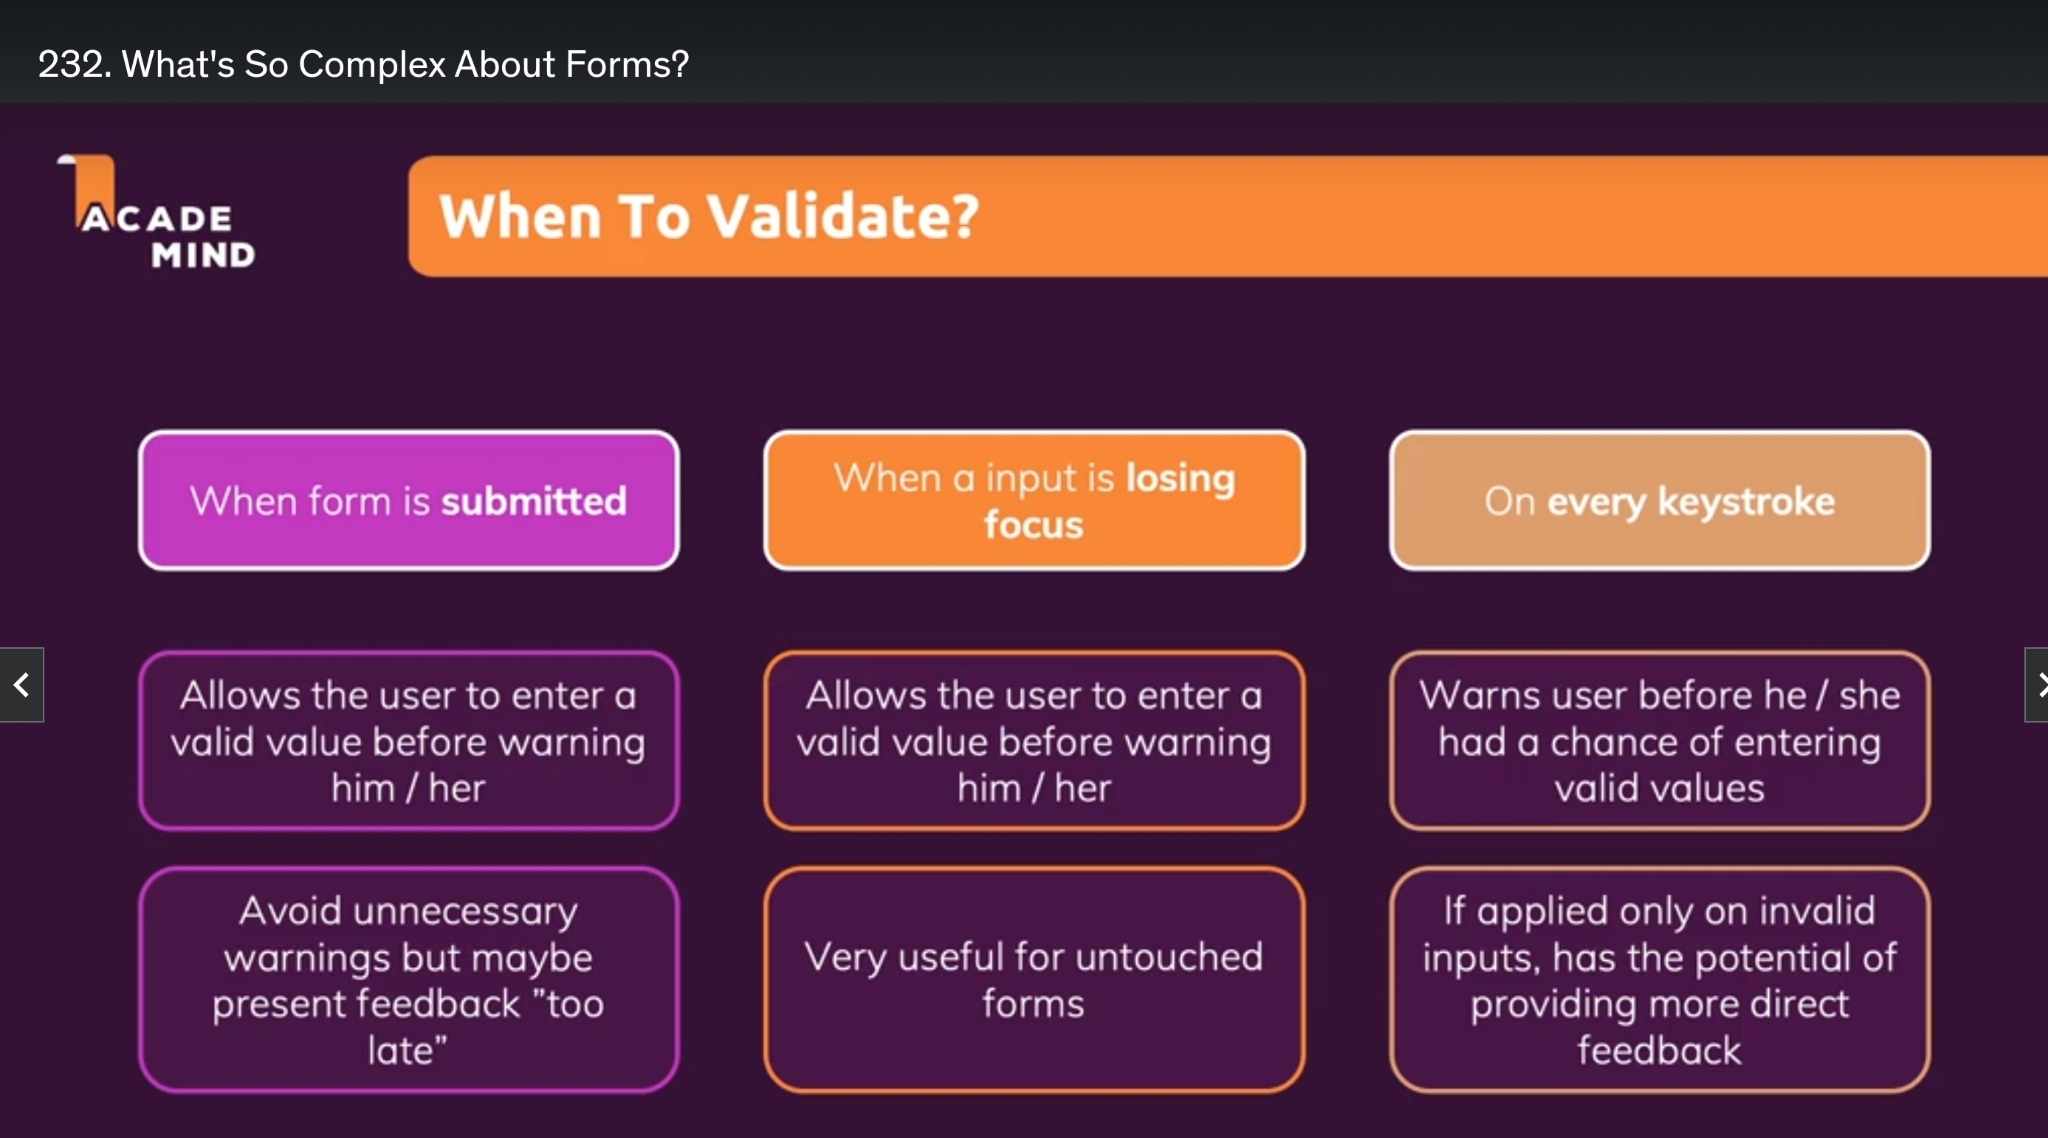 232. What's So Complex About Forms?
ACADE
MIND
When To Validate?
When form is submitted
Allows the user to enter a
valid value before warning
him / her
Avoid unnecessary
warnings but maybe
present feedback ”too
late”
When a input is losing
focus
Allows the user to enter a
valid value before warning
him / her
Very useful for untouched
forms
On every keystroke
Warns user before he / she
had a chance of entering
valid values
If applied only on invalid
inputs, has the potential of
providing more direct
feedback